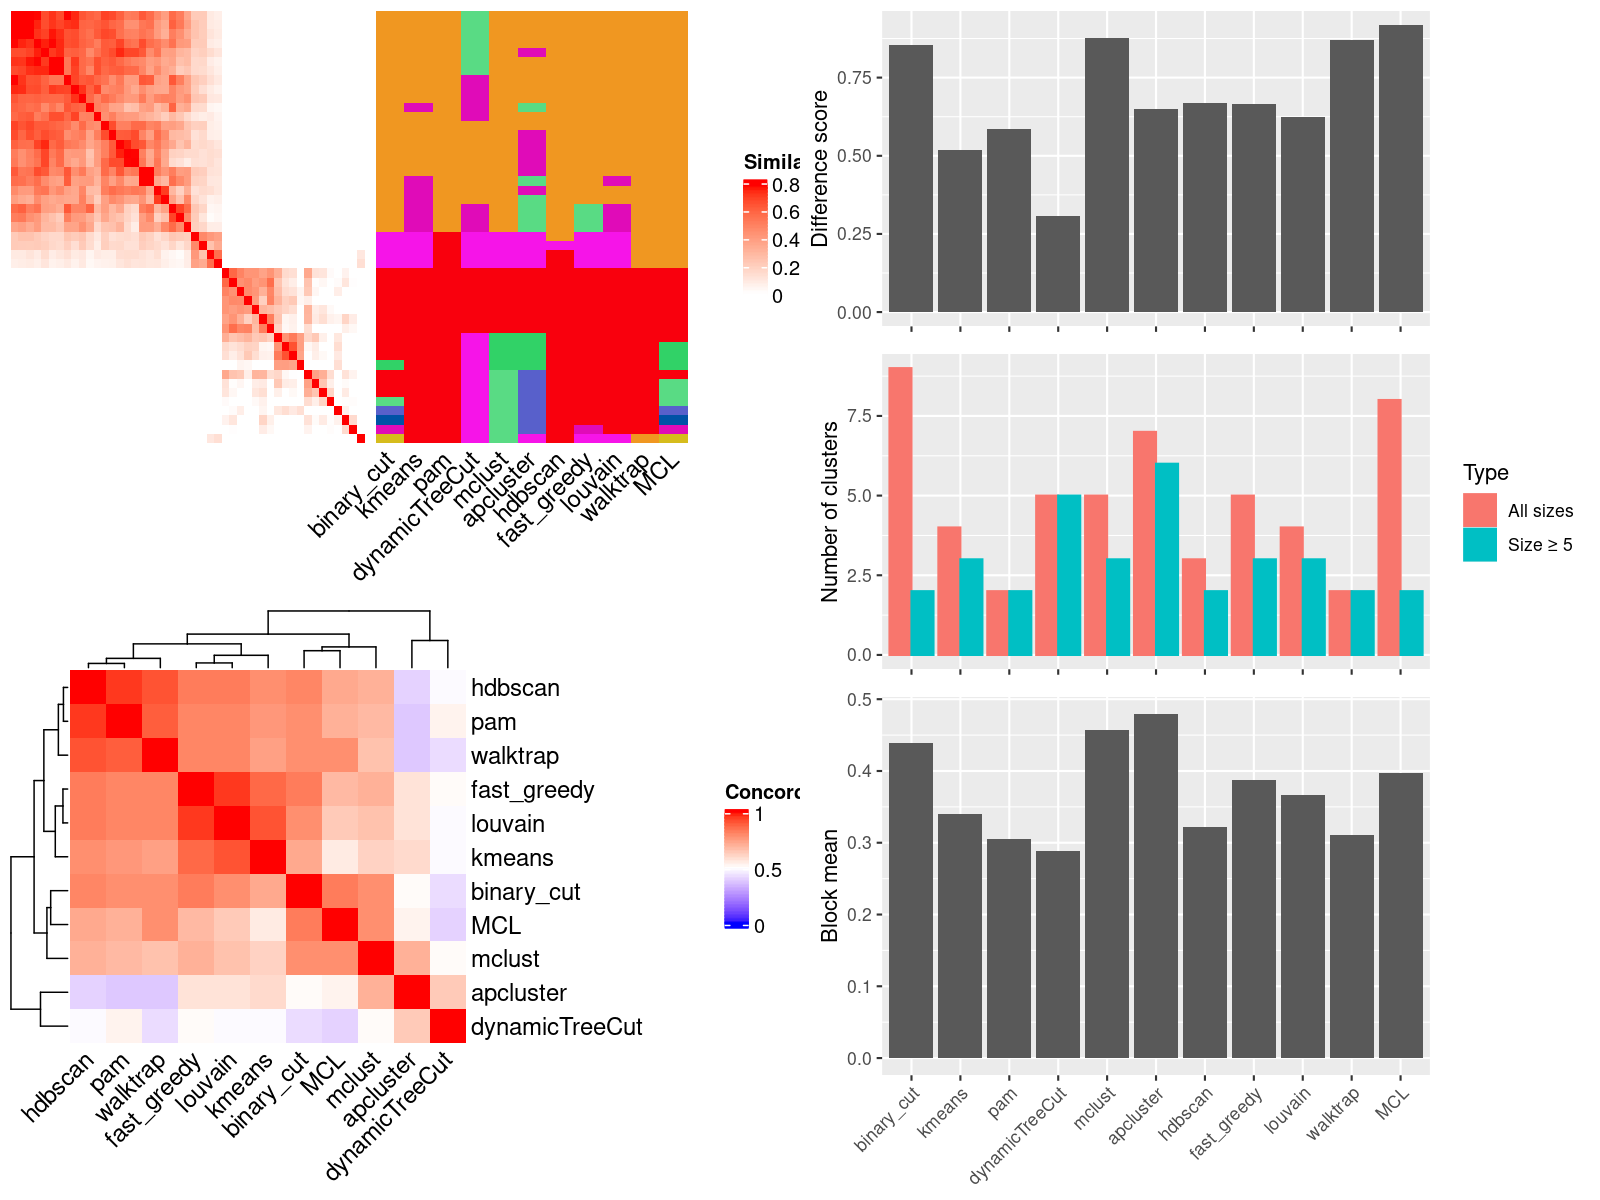 Simila
0.8
0.6
0.4
0.2
0
binary_cut
kmeans
pam
dynamicTreeCut
mclust
apcluster
hdbscan
fast_greedy
louvain
walktrap
MCL
Difference score
0.75
0.50
0.25
0.00
Number of clusters
7.5
5.0
2.5
0.0
Type
All sizes
Size ≥ 5
hdbscan
pam
walktrap
fast_greedy
louvain
kmeans
binary_cut
MCL
mclust
apcluster
dynamicTreeCut
hdbscan
pam
walktrap
fast_greedy
louvain
kmeans
binary_cut
MCL
mclust
apcluster
dynamicTreeCut
Concord
1
0.5
0
Block mean
0.5
0.4
0.3
0.2
0.1
0.0
binary_cut
kmeans
pam
dynamicTreeCut
mclust
apcluster
hdbscan
fast_greedy
louvain
walktrap
MCL